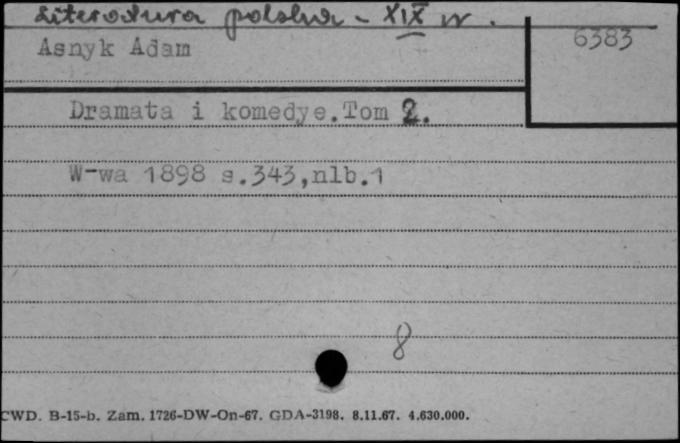 Literatura polska - XIX w.
Asnyk Adam
6383
Dramata i komedye.Tom 2.
W-wa 1898 s.343,nlb.1
8
CWD. B-15-b. Zam. 1726-DW-On-67. GDA-3198. 8.11.67. 4.630.000.